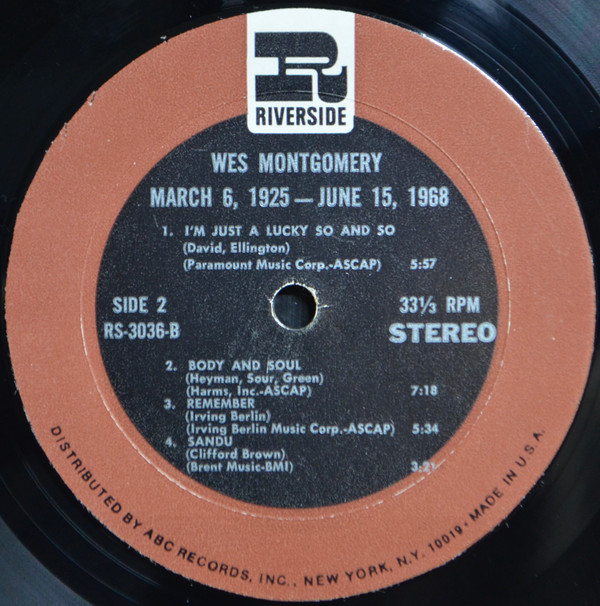 R
RIVERSIDE
WES MONTGOMERY
MARCH 6, 1925 — JUNE 15, 1968
1. I'M JUST A LUCKY SO AND SO
(David, Ellington)
(Paramount Music Corp.-ASCAP) 5:57
SIDE 2
RS-3036-B
33⅓ RPM
STEREO
2. BODY AND SOUL
(Heyman, Sour, Green)
(Harms, Inc.-ASCAP) 7:18
3. REMEMBER
(Irving Berlin)
(Irving Berlin Music Corp.-ASCAP) 5:34
4. SANDU
(Clifford Brown)
(Brent Music-BMI) 3:21
DISTRIBUTED BY ABC RECORDS, INC., NEW YORK, N.Y. 10019 • MADE IN U.S.A.